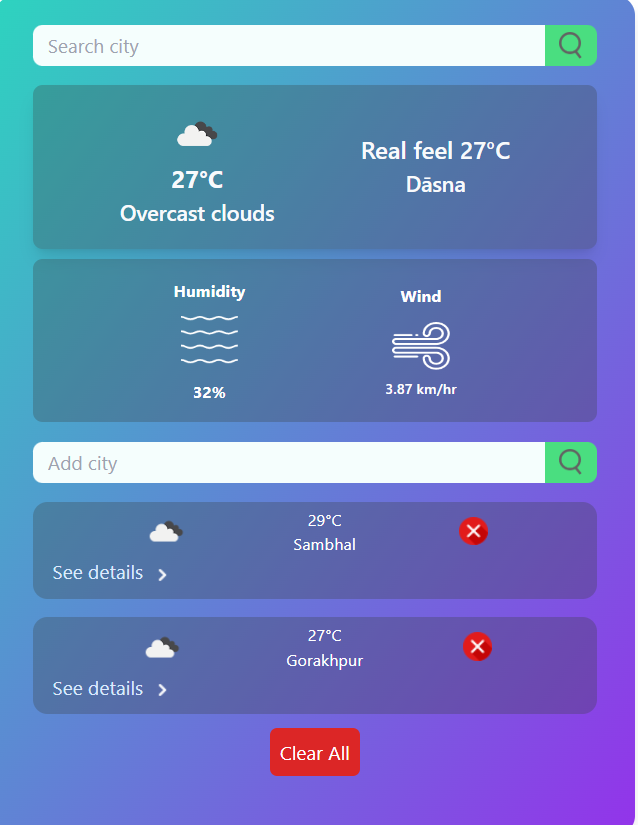 Search city
27°C
Overcast clouds
Real feel 27°C
Dāsna
Humidity
32%
Wind
3.87 km/hr
Add city
29°C
Sambhal
See details
27°C
Gorakhpur
See details
Clear All